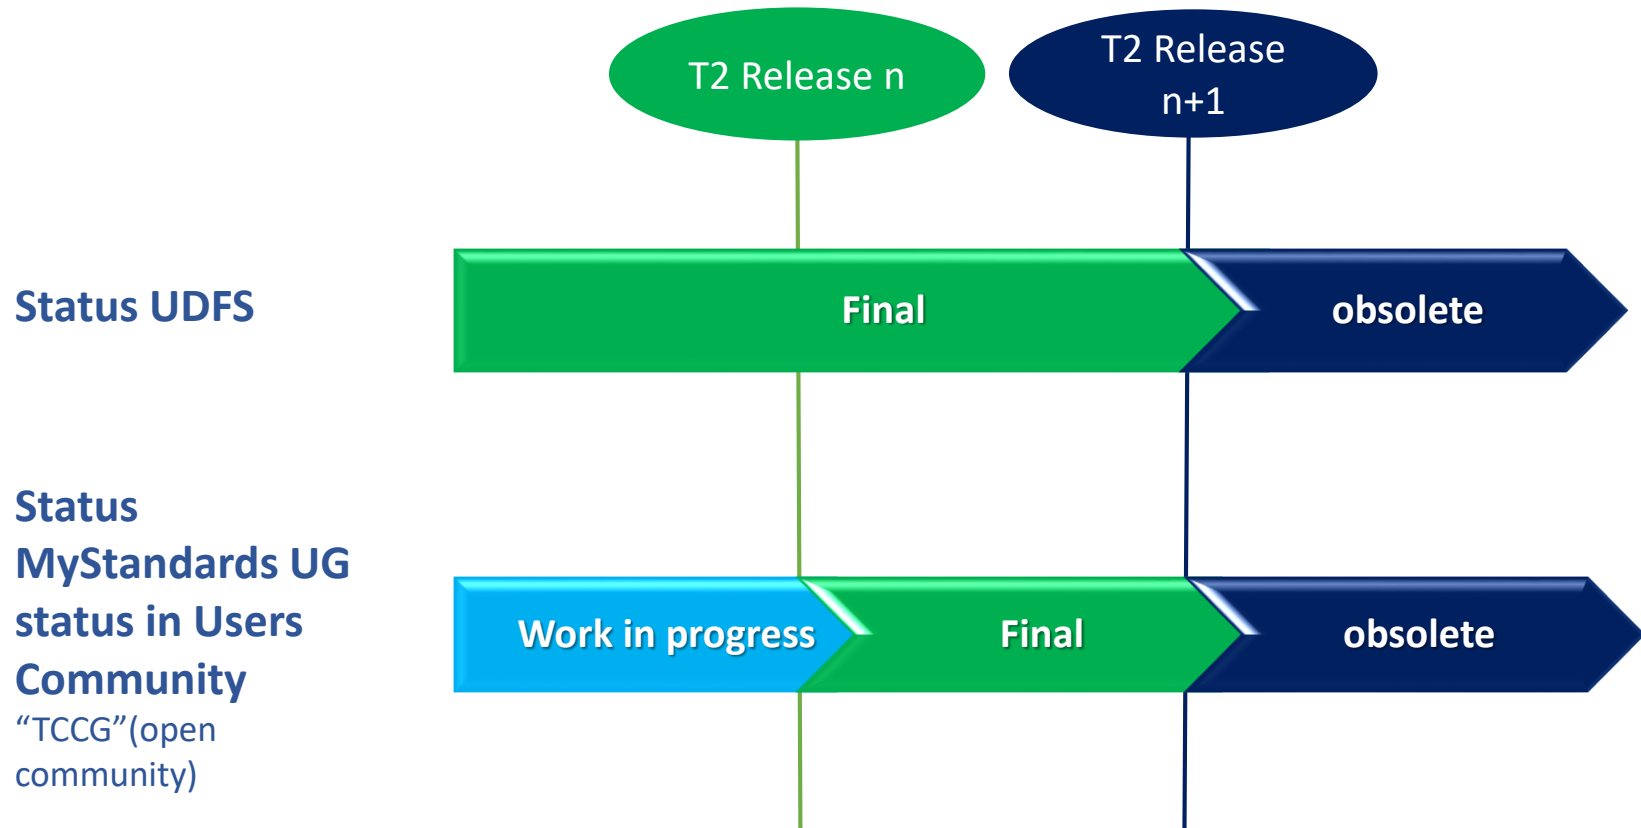 T2 Release n
T2 Release
n+1
Status UDFS
Final
obsolete
Status
MyStandards UG
status in Users
Community
“TCCG”(open
community)
Work in progress
Final
obsolete